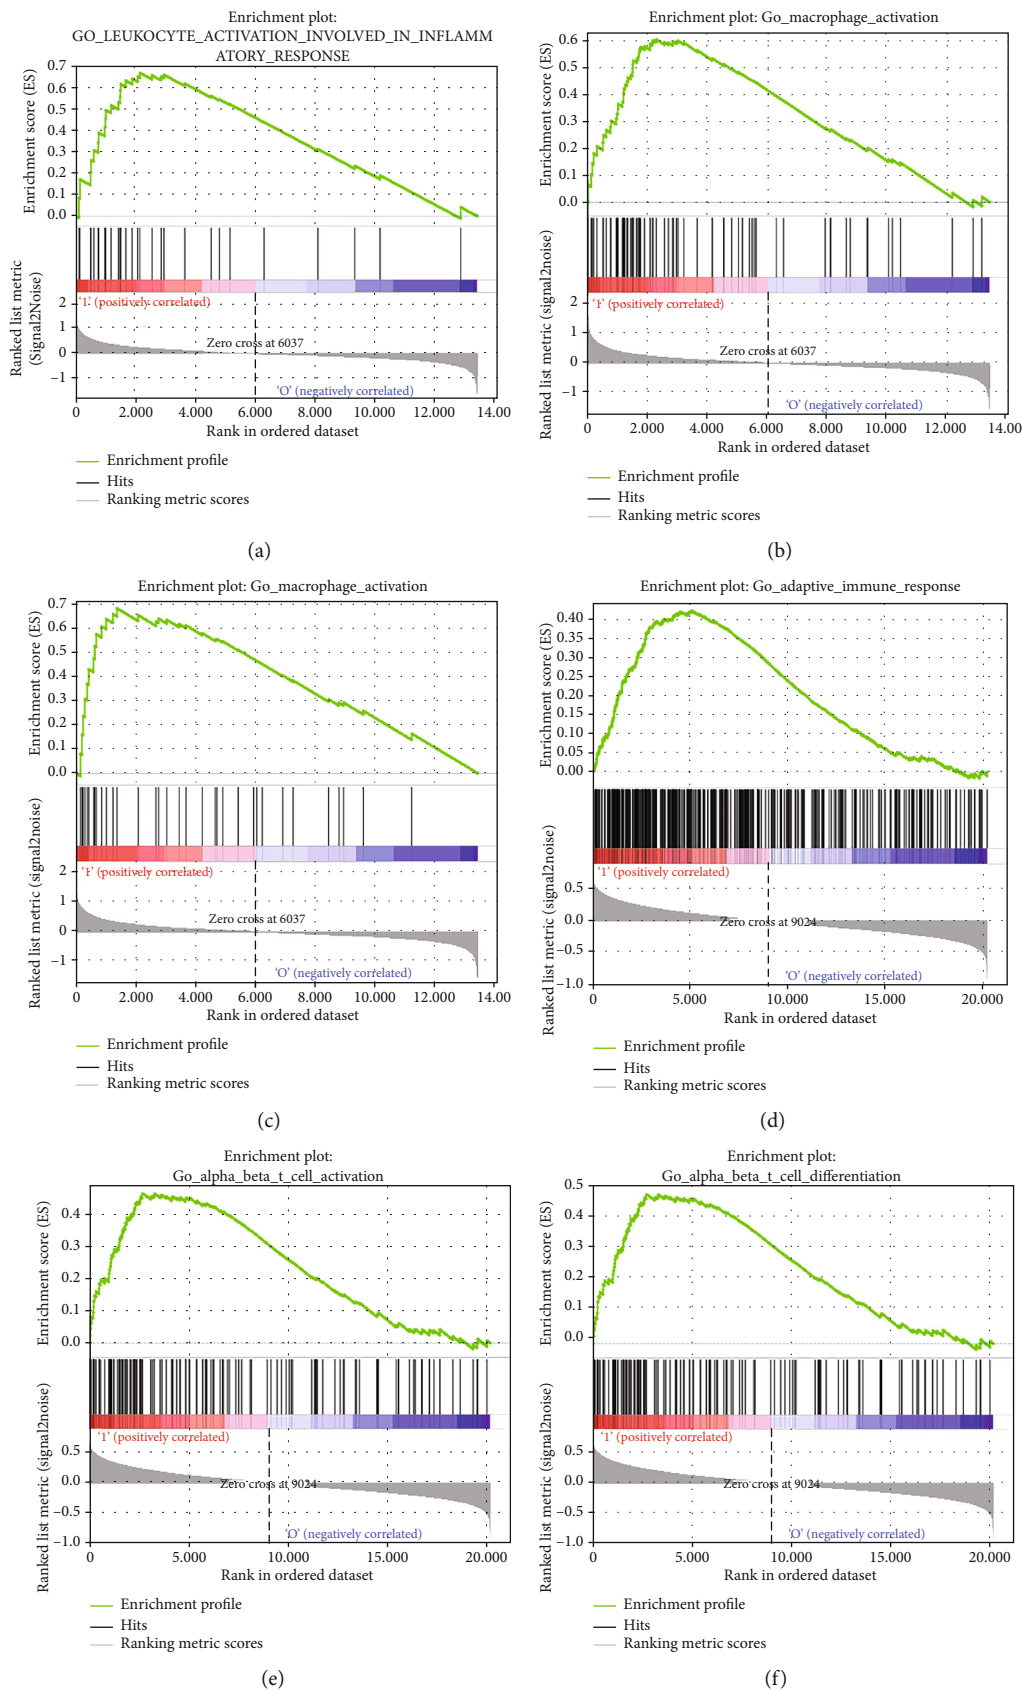 Enrichment plot:
GO_LEUKOCYTE_ACTIVATION_INVOLVED_IN_INFLAMM
ATORY_RESPONSE
Enrichment score (ES)
0.7
0.6
0.5
0.4
0.3
0.2
0.1
0.0
Ranked list metric
(Signal2Noise)
2
1
0
−1
'1' (positively correlated)
Zero cross at 6037
'O' (negatively correlated)
0 2.000 4.000 6.000 8.000 10.000 12.000 14.00
Rank in ordered dataset
Enrichment profile
Hits
Ranking metric scores
(a)
Enrichment plot: Go_macrophage_activation
Enrichment score (ES)
0.6
0.5
0.4
0.3
0.2
0.1
0.0
Ranked list metric (signal2noise)
2
1
0
−1
'1' (positively correlated)
Zero cross at 6037
'O' (negatively correlated)
0 2.000 4.000 6.000 8.000 10.000 12.000 14.00
Rank in ordered dataset
Enrichment profile
Hits
Ranking metric scores
(b)
Enrichment plot: Go_macrophage_activation
Enrichment score (ES)
0.7
0.6
0.5
0.4
0.3
0.2
0.1
0.0
Ranked list metric (signal2noise)
2
1
0
−1
'1' (positively correlated)
Zero cross at 6037
'O' (negatively correlated)
0 2.000 4.000 6.000 8.000 10.000 12.000 14.00
Rank in ordered dataset
Enrichment profile
Hits
Ranking metric scores
(c)
Enrichment plot: Go_adaptive_immune_response
Enrichment score (ES)
0.40
0.35
0.30
0.25
0.20
0.15
0.10
0.05
0.00
Ranked list metric (signal2noise)
0.5
0.0
−0.5
−1.0
'1' (positively correlated)
Zero cross at 9024
'O' (negatively correlated)
0 5.000 10.000 15.000 20.000
Rank in ordered dataset
Enrichment profile
Hits
Ranking metric scores
(d)
Enrichment plot:
Go_alpha_beta_t_cell_activation
Enrichment score (ES)
0.4
0.3
0.2
0.1
0.0
Ranked list metric (signal2noise)
0.5
0.0
−0.5
−1.0
'1' (positively correlated)
Zero cross at 9024
'O' (negatively correlated)
0 5.000 10.000 15.000 20.000
Rank in ordered dataset
Enrichment profile
Hits
Ranking metric scores
(e)
Enrichment plot:
Go_alpha_beta_t_cell_differentiation
Enrichment score (ES)
0.5
0.4
0.3
0.2
0.1
0.0
Ranked list metric (signal2noise)
0.5
0.0
−0.5
−1.0
'1' (positively correlated)
Zero cross at 9024
'O' (negatively correlated)
0 5.000 10.000 15.000 20.000
Rank in ordered dataset
Enrichment profile
Hits
Ranking metric scores
(f)